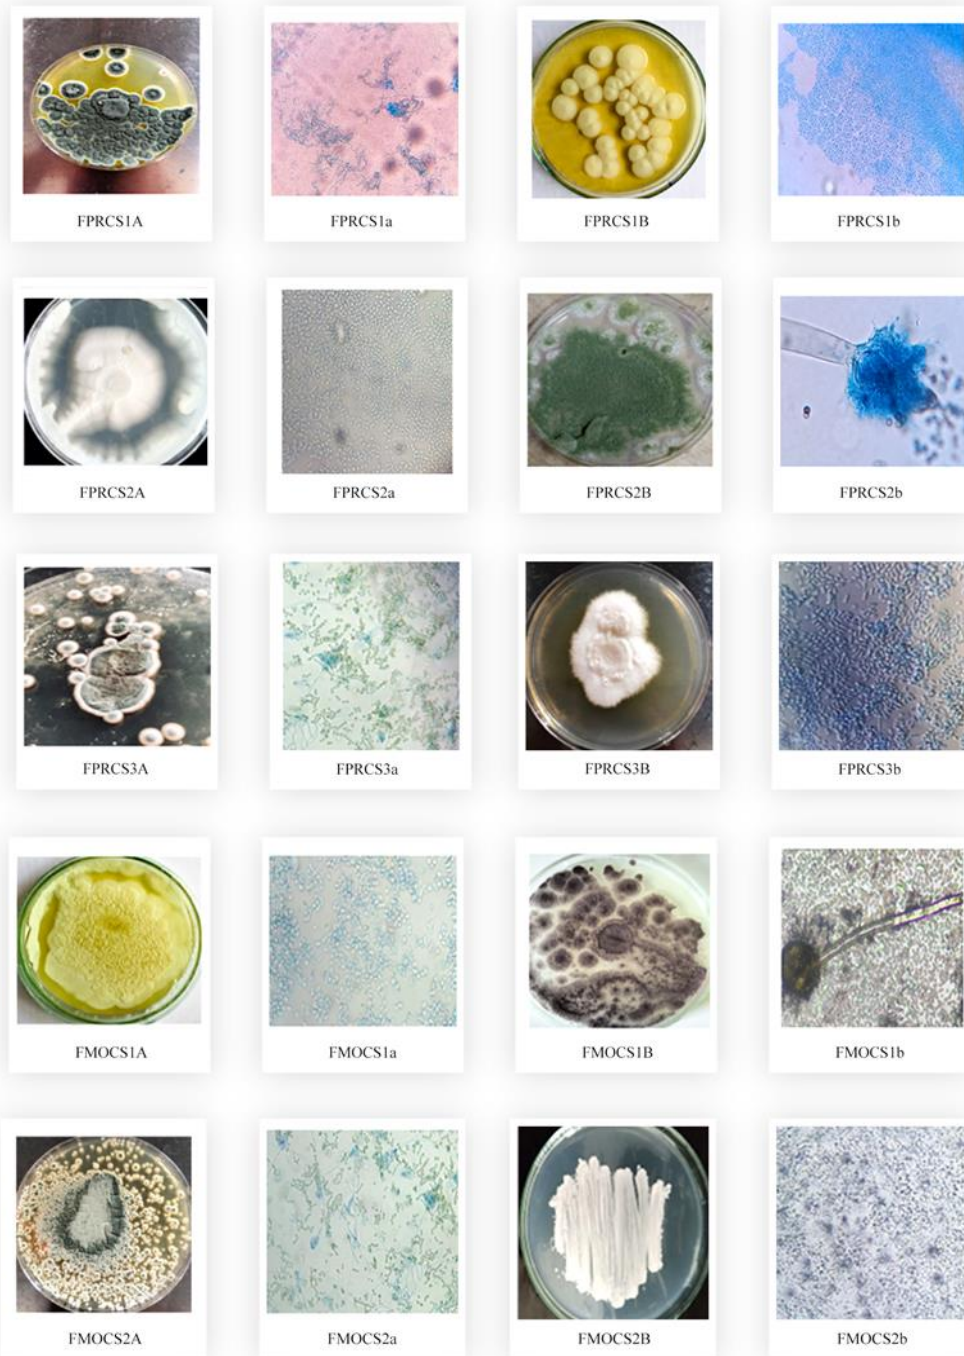 FPRCS1A
FPRCS1a
FPRCS1B
FPRCS1b
FPRCS2A
FPRCS2a
FPRCS2B
FPRCS2b
FPRCS3A
FPRCS3a
FPRCS3B
FPRCS3b
FMOCS1A
FMOCS1a
FMOCS1B
FMOCS1b
FMOCS2A
FMOCS2a
FMOCS2B
FMOCS2b